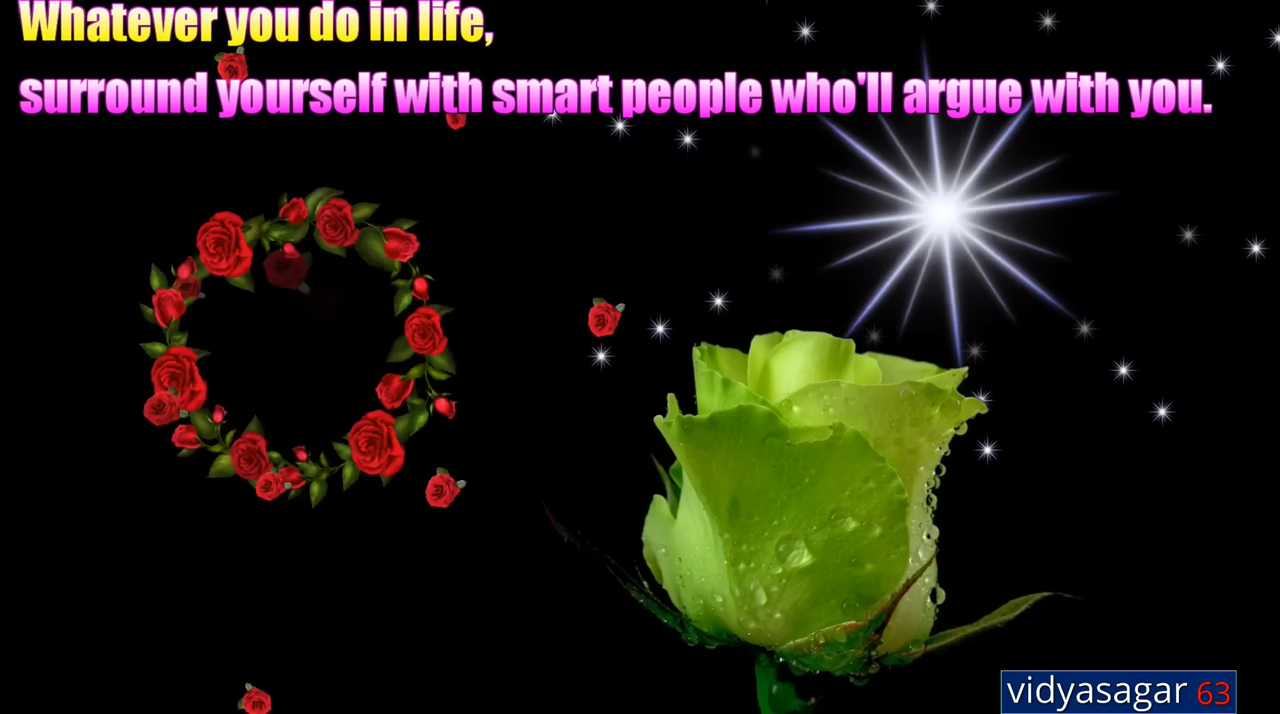 Whatever you do in life,
surround yourself with smart people who'll argue with you.
vidyasagar 63